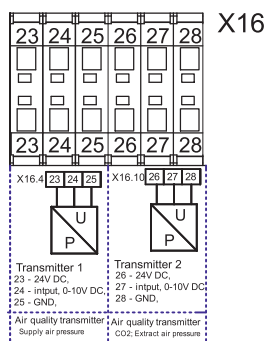 X16
23 24 25 26 27 28
23 24 25 26 27 28
X16.4 23 24 25
X16.10 26 27 28
U
P
U
P
Transmitter 1
23 - 24V DC,
24 - intput, 0-10V DC,
25 - GND,
Transmitter 2
26 - 24V DC,
27 - intput, 0-10V DC,
28 - GND,
Air quality transmitter
Supply air pressure
Air quality transmitter
CO2; Extract air pressure